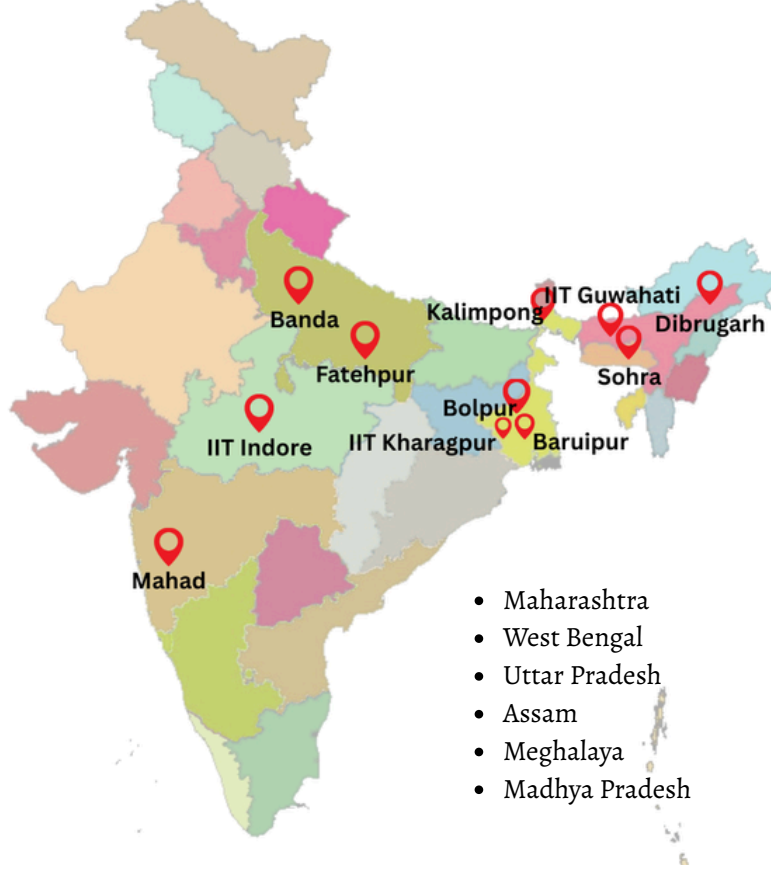 Banda
Kalimpong
IIT Guwahati
Dibrugarh
Fatehpur
Sohra
Bolpur
IIT Indore
IIT Kharagpur
Baruipur
Mahad
• Maharashtra
• West Bengal
• Uttar Pradesh
• Assam
• Meghalaya
• Madhya Pradesh